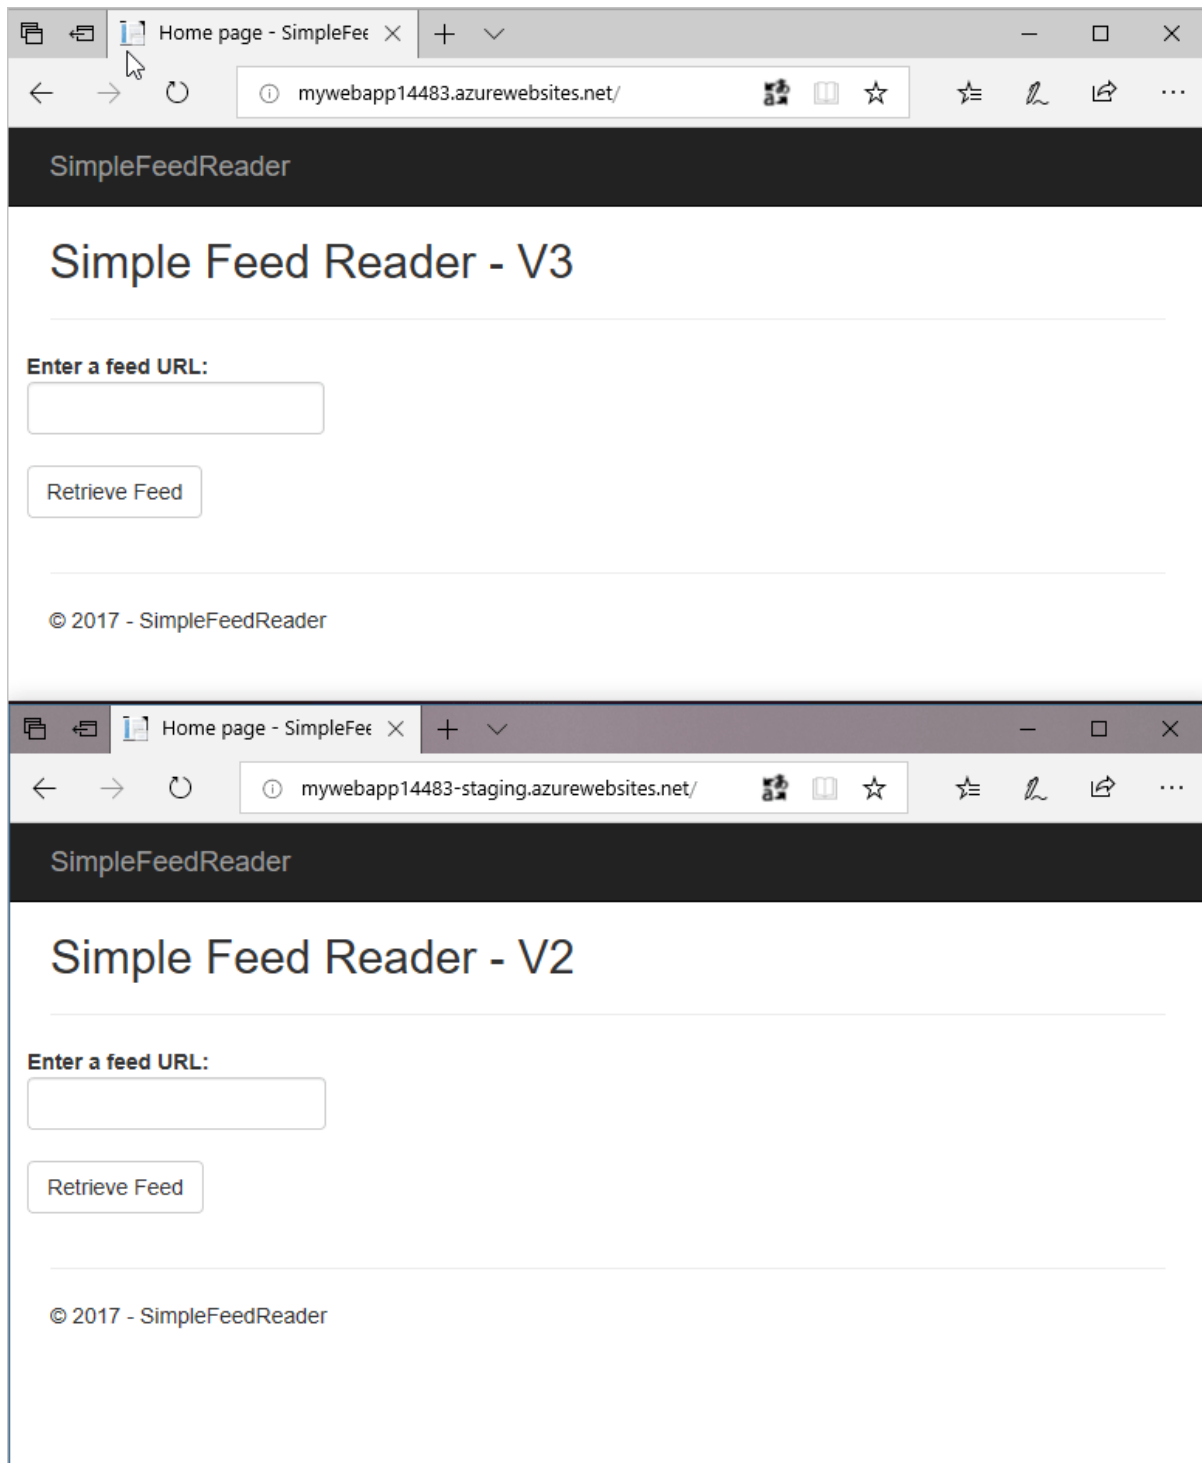 Home page - SimpleFee
mywebapp14483.azurewebsites.net/
SimpleFeedReader
Simple Feed Reader - V3
Enter a feed URL:
Retrieve Feed
© 2017 - SimpleFeedReader
Home page - SimpleFee
mywebapp14483-staging.azurewebsites.net/
SimpleFeedReader
Simple Feed Reader - V2
Enter a feed URL:
Retrieve Feed
© 2017 - SimpleFeedReader